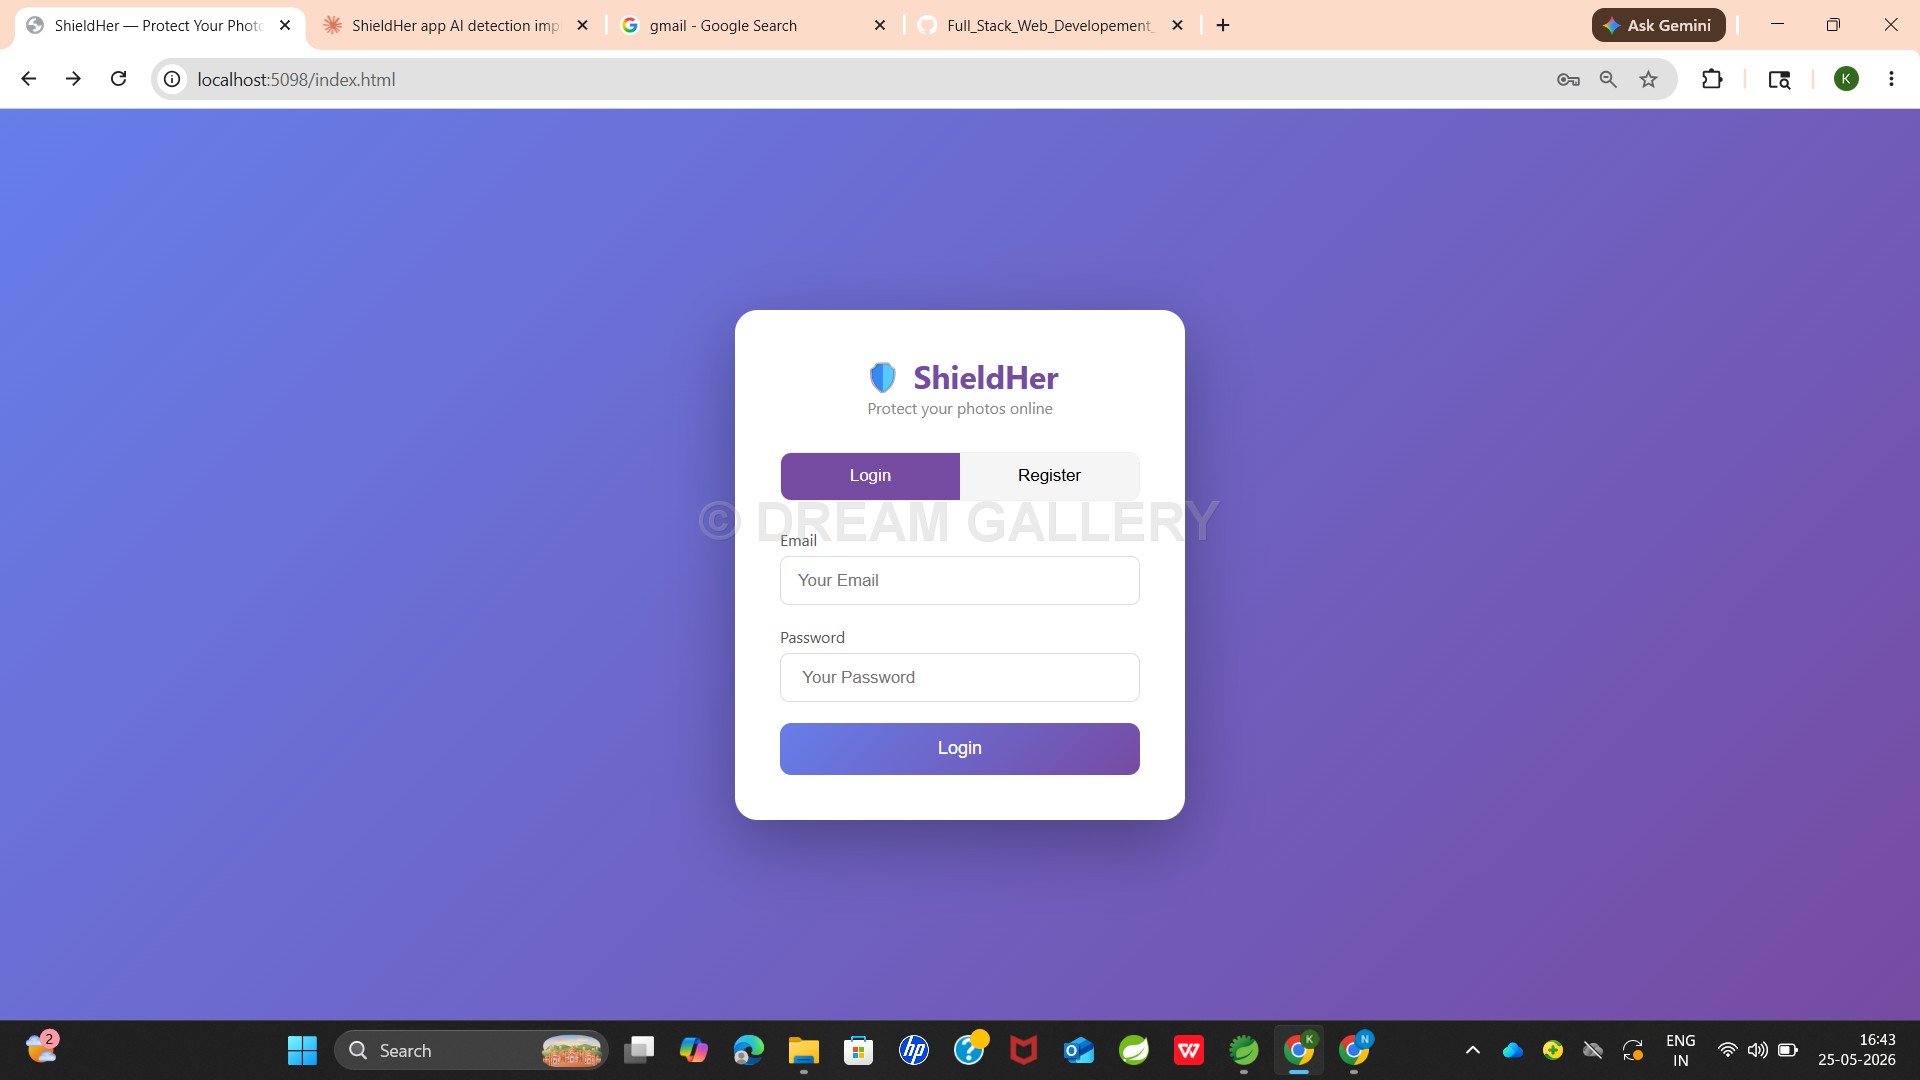 ShieldHer — Protect Your Photo
ShieldHer app AI detection imp
gmail - Google Search
Full_Stack_Web_Developement_
Ask Gemini
localhost:5098/index.html
K
ShieldHer
Protect your photos online
Login
Register
© DREAM GALLERY
Email
Your Email
Password
Your Password
Login
2
Search
hp
K
N
ENG
IN
16:43
25-05-2026